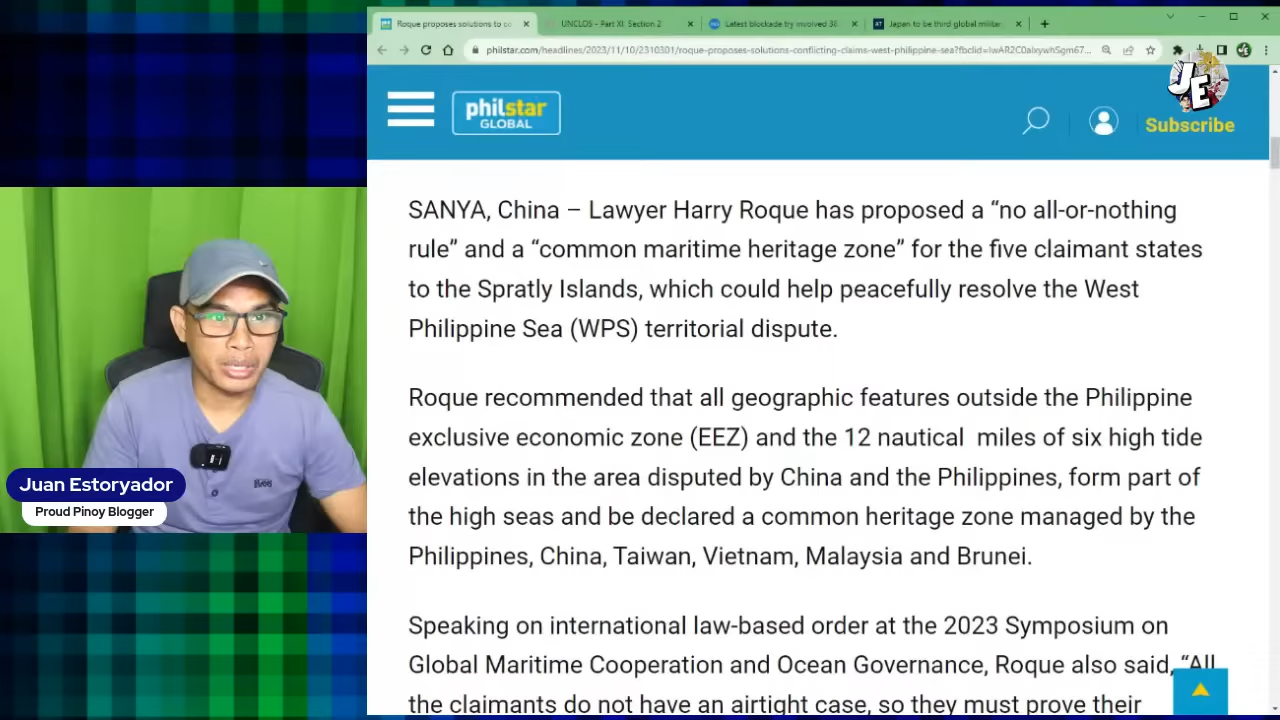 Roque proposes solutions to co
UNCLOS - Part XI, Section 2
Latest blockade try involved 38
Japan to be third global militar
philstar.com/headlines/2023/11/10/2310301/roque-proposes-solutions-conflicting-claims-west-philippine-sea?fbclid=
JE
philstar
GLOBAL
Subscribe
SANYA, China – Lawyer Harry Roque has proposed a “no all-or-nothing
rule” and a “common maritime heritage zone” for the five claimant states
to the Spratly Islands, which could help peacefully resolve the West
Philippine Sea (WPS) territorial dispute.
Roque recommended that all geographic features outside the Philippine
exclusive economic zone (EEZ) and the 12 nautical miles of six high tide
elevations in the area disputed by China and the Philippines, form part of
the high seas and be declared a common heritage zone managed by the
Philippines, China, Taiwan, Vietnam, Malaysia and Brunei.
Speaking on international law-based order at the 2023 Symposium on
Global Maritime Cooperation and Ocean Governance, Roque also said, “All
the claimants do not have an airtight case, so they must prove their
Juan Estoryador
Proud Pinoy Blogger